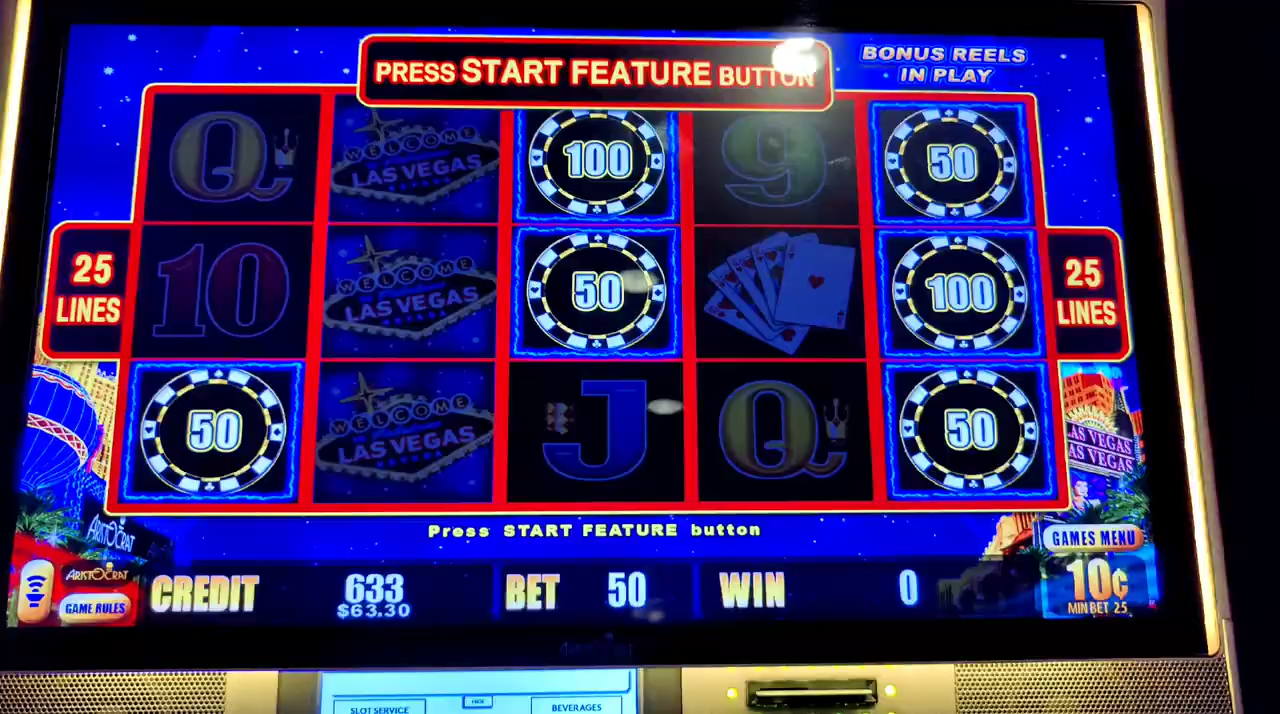 PRESS START FEATURE BUTTON
BONUS REELS
IN PLAY
Q
WELCOME
LAS VEGAS
100
9
50
25
LINES
10
WELCOME
LAS VEGAS
50
100
25
LINES
50
WELCOME
LAS VEGAS
J
Q
50
LAS VEGAS
LAS VEGAS
ARISTOCRAT
Press START FEATURE button
GAMES MENU
ARISTOCRAT
GAME RULES
CREDIT
633
$63.30
BET 50
WIN 0
10¢
MIN BET 25
SLOT SERVICE
BEVERAGES